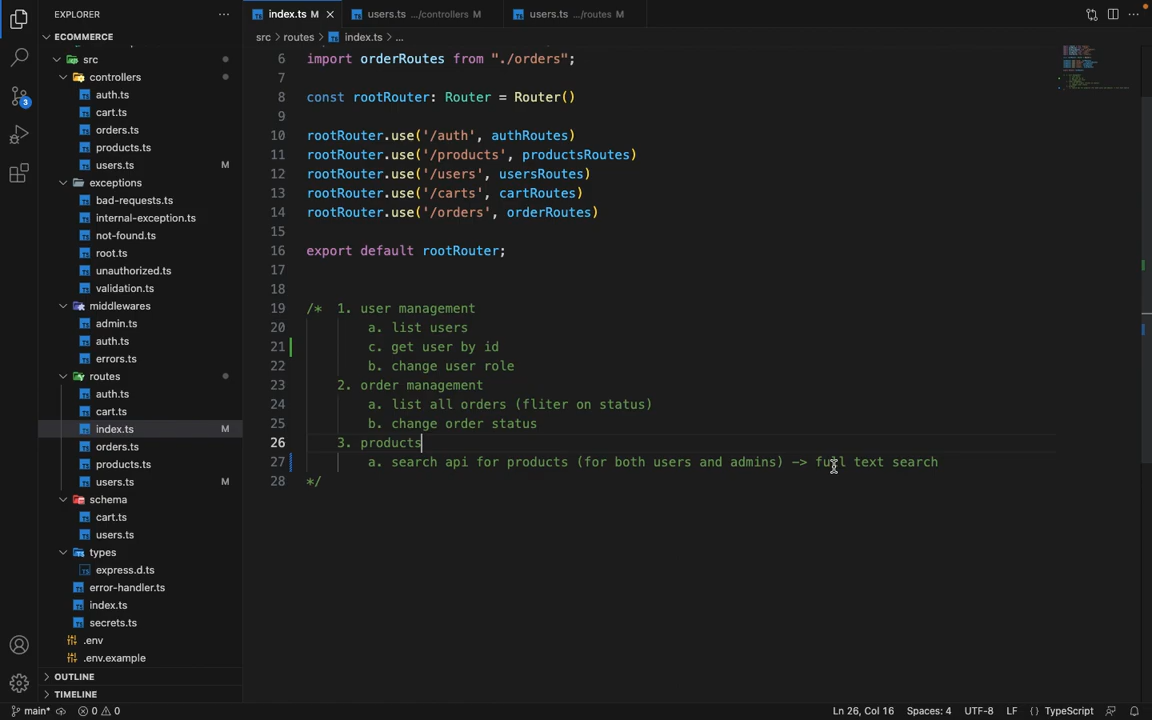 EXPLORER
index.ts M
users.ts .../controllers M
users.ts .../routes M
ECOMMERCE
src > routes > index.ts > ...
src
controllers
auth.ts
cart.ts
orders.ts
products.ts
users.ts M
exceptions
bad-requests.ts
internal-exception.ts
not-found.ts
root.ts
unauthorized.ts
validation.ts
middlewares
admin.ts
auth.ts
errors.ts
routes
auth.ts
cart.ts
index.ts M
orders.ts
products.ts
users.ts M
schema
cart.ts
users.ts
types
express.d.ts
error-handler.ts
index.ts
secrets.ts
.env
.env.example
OUTLINE
TIMELINE
3
6 import orderRoutes from "./orders";
7
8 const rootRouter: Router = Router()
9
10 rootRouter.use('/auth', authRoutes)
11 rootRouter.use('/products', productsRoutes)
12 rootRouter.use('/users', usersRoutes)
13 rootRouter.use('/carts', cartRoutes)
14 rootRouter.use('/orders', orderRoutes)
15
16 export default rootRouter;
17
18
19 /* 1. user management
20 a. list users
21 c. get user by id
22 b. change user role
23 2. order management
24 a. list all orders (fliter on status)
25 b. change order status
26 3. products
27 a. search api for products (for both users and admins) -> full text search
28 */
main* 0 0 Ln 26, Col 16 Spaces: 4 UTF-8 LF {} TypeScript